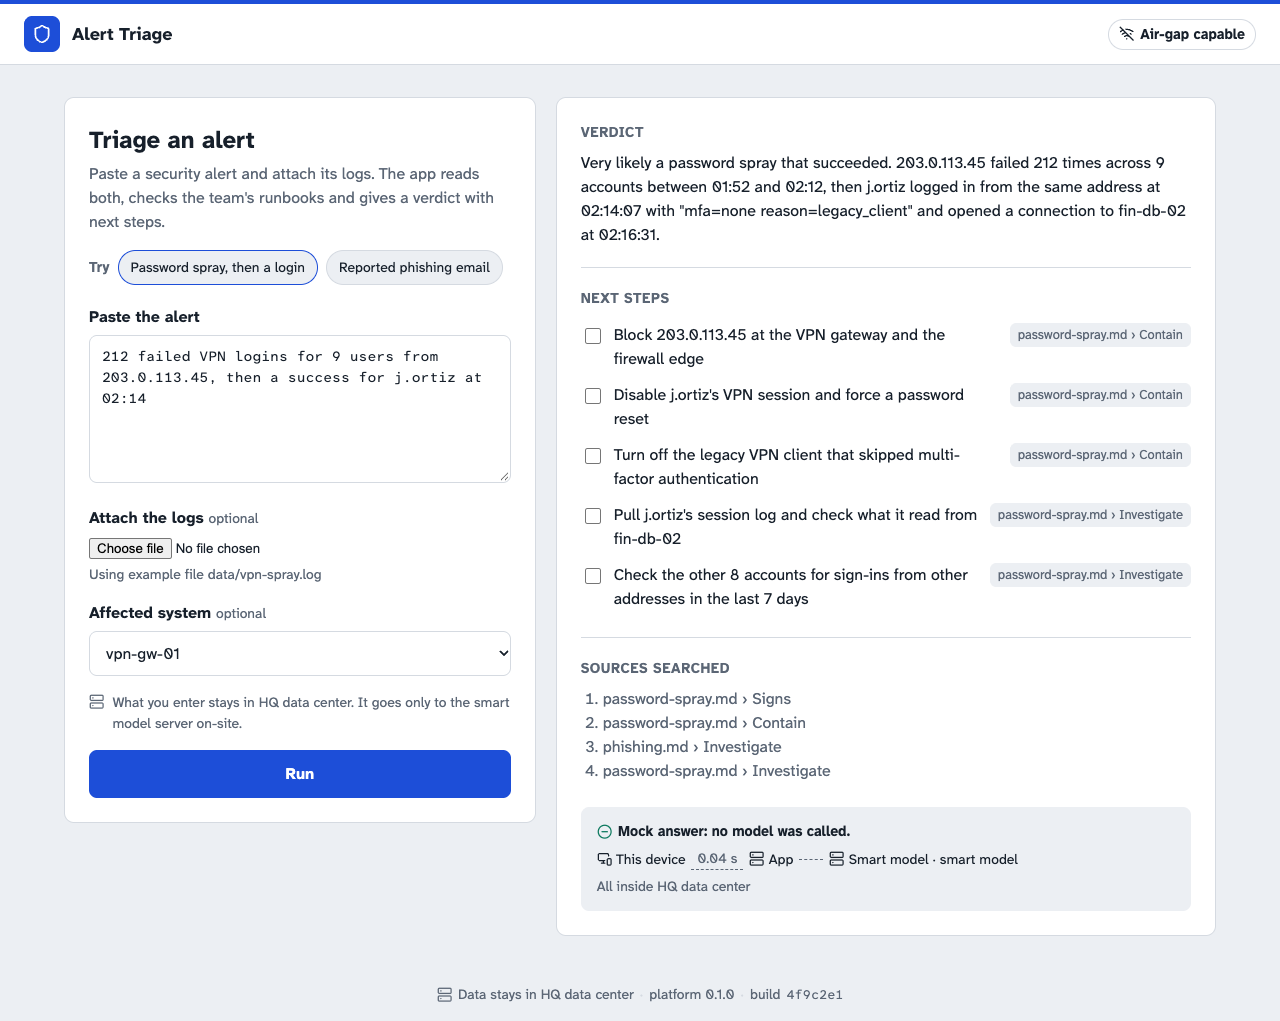 Alert Triage
Air-gap capable
Triage an alert
Paste a security alert and attach its logs. The app reads
both, checks the team's runbooks and gives a verdict with
next steps.
Try
Password spray, then a login
Reported phishing email
Paste the alert
212 failed VPN logins for 9 users from
203.0.113.45, then a success for j.ortiz at
02:14
Attach the logs optional
Choose file No file chosen
Using example file data/vpn-spray.log
Affected system optional
vpn-gw-01
What you enter stays in HQ data center. It goes only to the smart
model server on-site.
Run
VERDICT
Very likely a password spray that succeeded. 203.0.113.45 failed 212 times across 9
accounts between 01:52 and 02:12, then j.ortiz logged in from the same address at
02:14:07 with "mfa=none reason=legacy_client" and opened a connection to fin-db-02
at 02:16:31.
NEXT STEPS
Block 203.0.113.45 at the VPN gateway and the
firewall edge
password-spray.md › Contain
Disable j.ortiz's VPN session and force a password
reset
password-spray.md › Contain
Turn off the legacy VPN client that skipped multi-
factor authentication
password-spray.md › Contain
Pull j.ortiz's session log and check what it read from
fin-db-02
password-spray.md › Investigate
Check the other 8 accounts for sign-ins from other
addresses in the last 7 days
password-spray.md › Investigate
SOURCES SEARCHED
1. password-spray.md › Signs
2. password-spray.md › Contain
3. phishing.md › Investigate
4. password-spray.md › Investigate
Mock answer: no model was called.
This device 0.04 s App Smart model · smart model
All inside HQ data center
Data stays in HQ data center · platform 0.1.0 · build 4f9c2e1